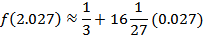 f(2.027) ≈ 1/3 + 16 1/27 (0.027)